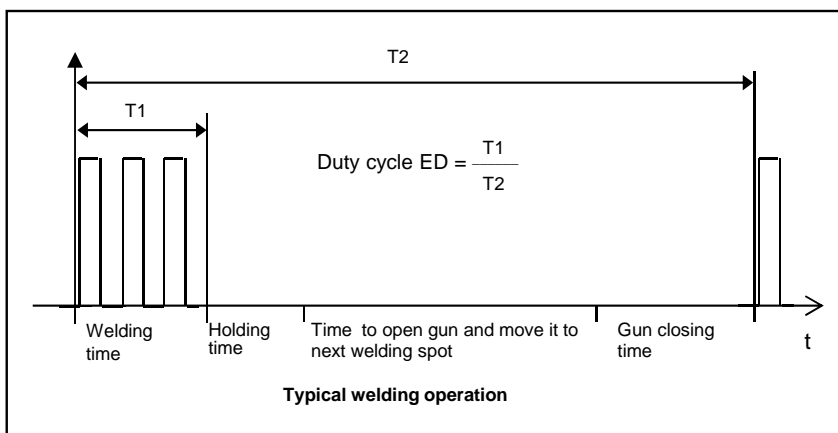 T2
T1
Duty cycle ED = T1
T2
Welding
time
Holding
time
Time to open gun and move it to
next welding spot
Gun closing
time
t
Typical welding operation